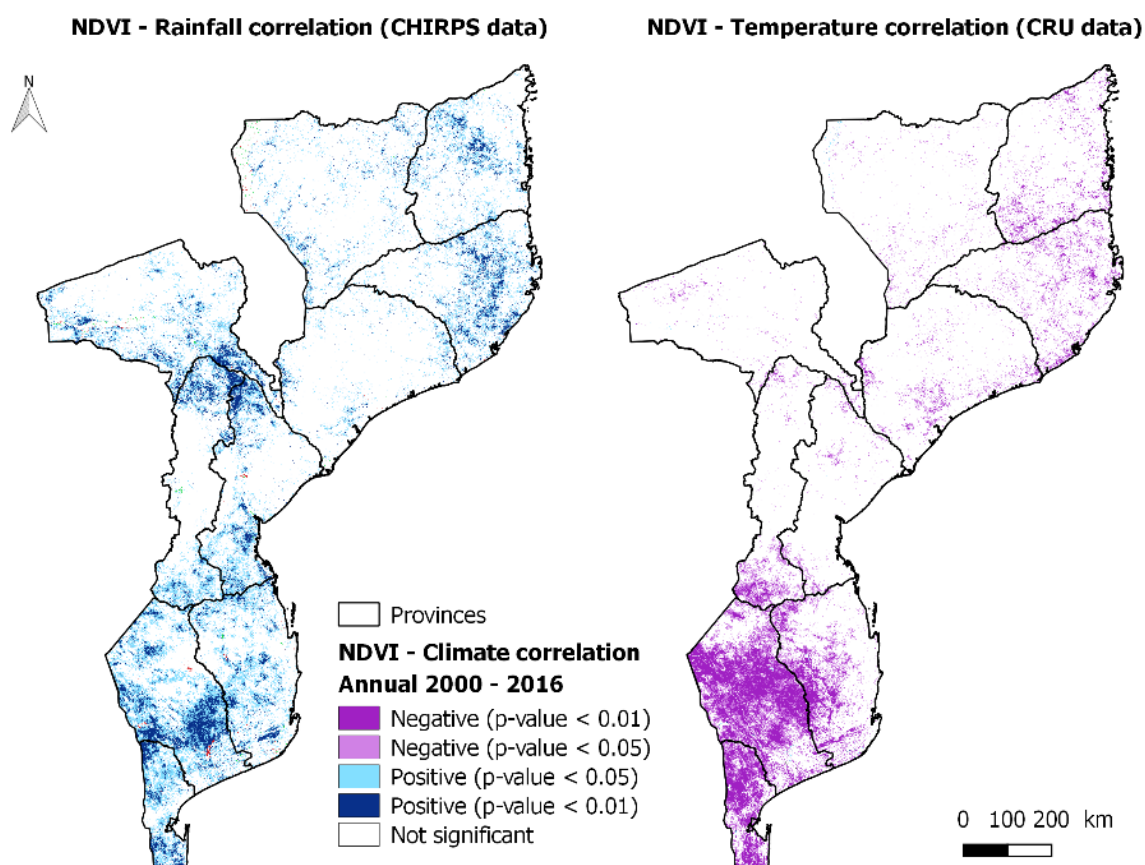 NDVI - Rainfall correlation (CHIRPS data)
NDVI - Temperature correlation (CRU data)
N
Provinces
NDVI - Climate correlation
Annual 2000 - 2016
Negative (p-value < 0.01)
Negative (p-value < 0.05)
Positive (p-value < 0.05)
Positive (p-value < 0.01)
Not significant
0 100 200 km